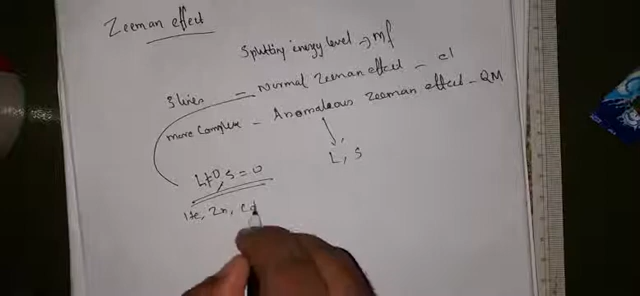 Zeeman effect
Splitting energy level → mf
3 lines = Normal Zeeman effect - cl
more complex - Anomaleous Zeeman effect - QM
L, S
L≠0, S = 0
He, Zn, Cd